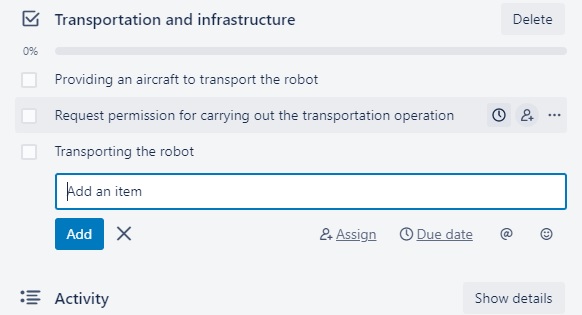 Transportation and infrastructure
Delete
0%
Providing an aircraft to transport the robot
Request permission for carrying out the transportation operation
Transporting the robot
Add an item
Add
Assign
Due date
@
Activity
Show details